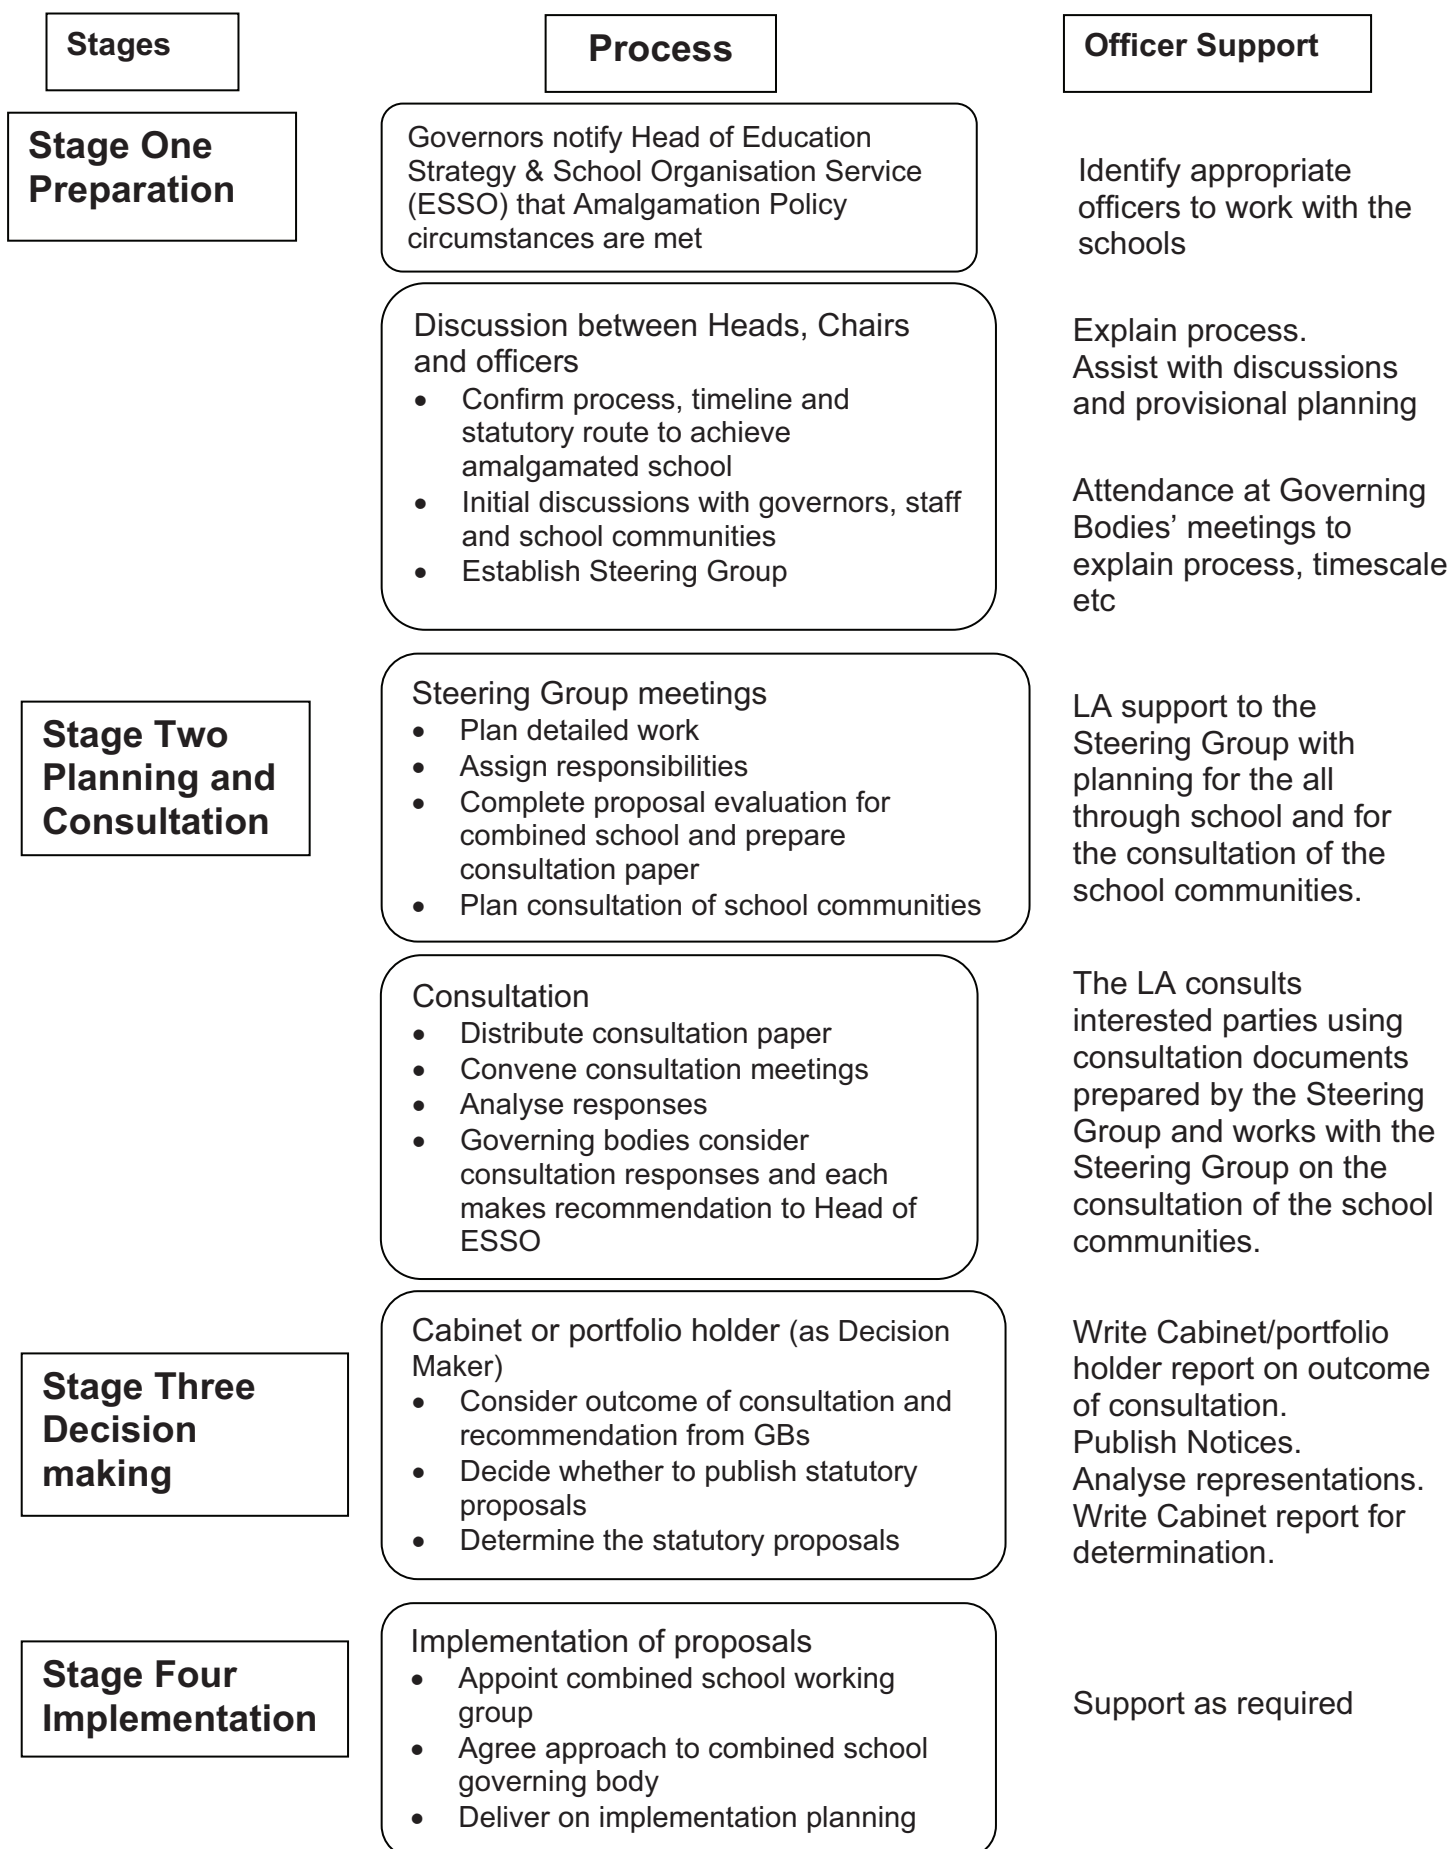 Stages
Process
Officer Support
Stage One
Preparation
Governors notify Head of Education
Strategy & School Organisation Service
(ESSO) that Amalgamation Policy
circumstances are met
Identify appropriate
officers to work with the
schools
Discussion between Heads, Chairs
and officers
• Confirm process, timeline and
statutory route to achieve
amalgamated school
• Initial discussions with governors, staff
and school communities
• Establish Steering Group
Explain process.
Assist with discussions
and provisional planning
Attendance at Governing
Bodies’ meetings to
explain process, timescale
etc
Stage Two
Planning and
Consultation
Steering Group meetings
• Plan detailed work
• Assign responsibilities
• Complete proposal evaluation for
combined school and prepare
consultation paper
• Plan consultation of school communities
LA support to the
Steering Group with
planning for the all
through school and for
the consultation of the
school communities.
Consultation
• Distribute consultation paper
• Convene consultation meetings
• Analyse responses
• Governing bodies consider
consultation responses and each
makes recommendation to Head of
ESSO
The LA consults
interested parties using
consultation documents
prepared by the Steering
Group and works with the
Steering Group on the
consultation of the school
communities.
Stage Three
Decision
making
Cabinet or portfolio holder (as Decision
Maker)
• Consider outcome of consultation and
recommendation from GBs
• Decide whether to publish statutory
proposals
• Determine the statutory proposals
Write Cabinet/portfolio
holder report on outcome
of consultation.
Publish Notices.
Analyse representations.
Write Cabinet report for
determination.
Stage Four
Implementation
Implementation of proposals
• Appoint combined school working
group
• Agree approach to combined school
governing body
• Deliver on implementation planning
Support as required